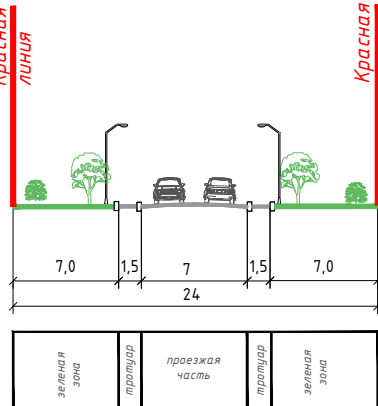 Красная
линия
Красная
7,0
1,5
7
1,5
7,0
24
зеленая
зона
тротуар
проезжая
часть
тротуар
зеленая
зона